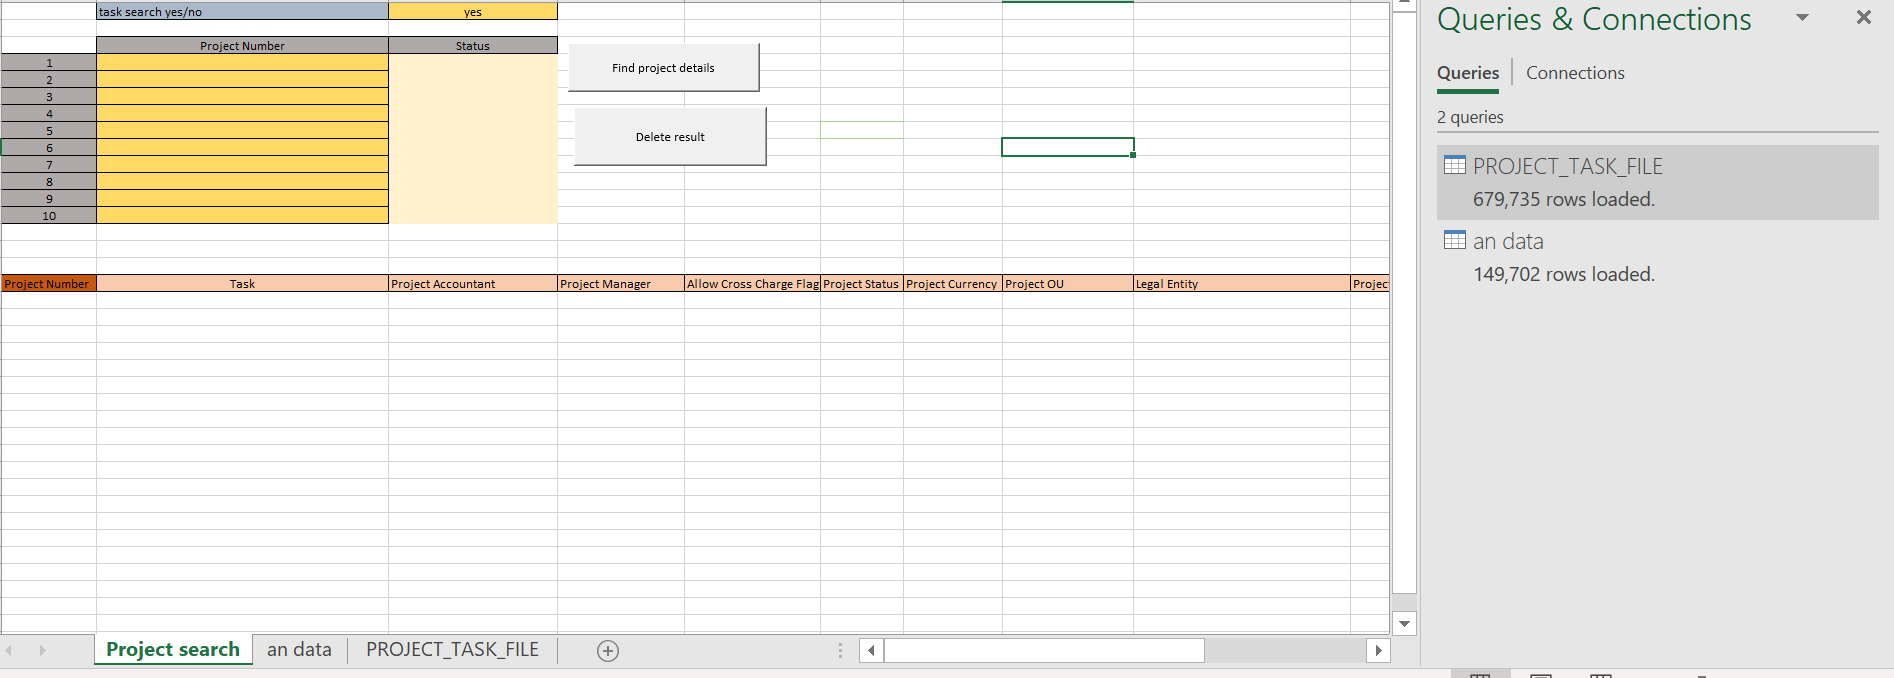 task search yes/no yes
Project Number Status
1
2
3
4
5
6
7
8
9
10
Find project details
Delete result
Project Number Task Project Accountant Project Manager Allow Cross Charge Flag Project Status Project Currency Project OU Legal Entity Projec
Project search an data PROJECT_TASK_FILE
Queries & Connections
Queries Connections
2 queries
PROJECT_TASK_FILE
679,735 rows loaded.
an data
149,702 rows loaded.